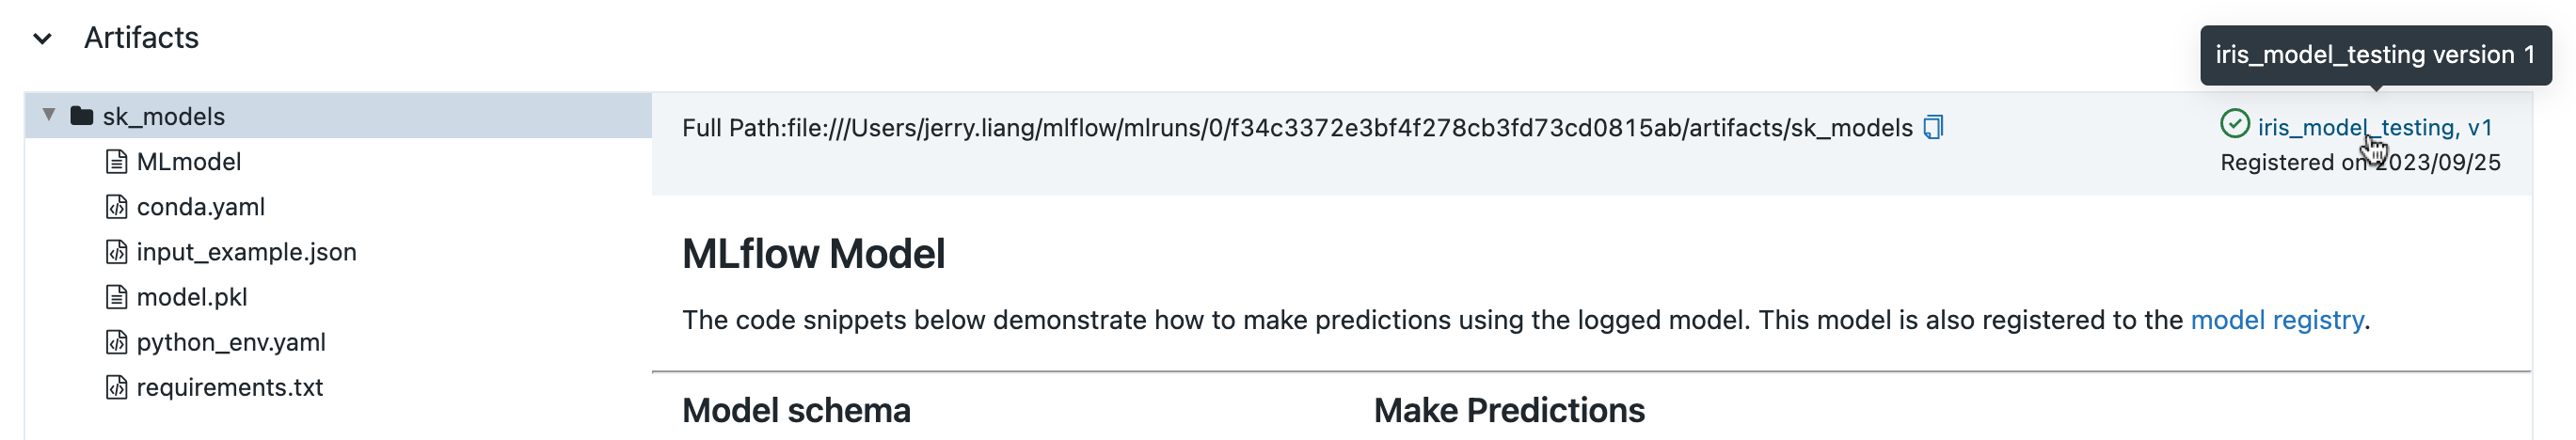 Artifacts
iris_model_testing version 1
sk_models
MLmodel
conda.yaml
input_example.json
model.pkl
python_env.yaml
requirements.txt
Full Path:file:///Users/jerry.liang/mlflow/mlruns/0/f34c3372e3bf4f278cb3fd73cd0815ab/artifacts/sk_models
iris_model_testing, v1
Registered on 2023/09/25
MLflow Model
The code snippets below demonstrate how to make predictions using the logged model. This model is also registered to the model registry.
Model schema
Make Predictions